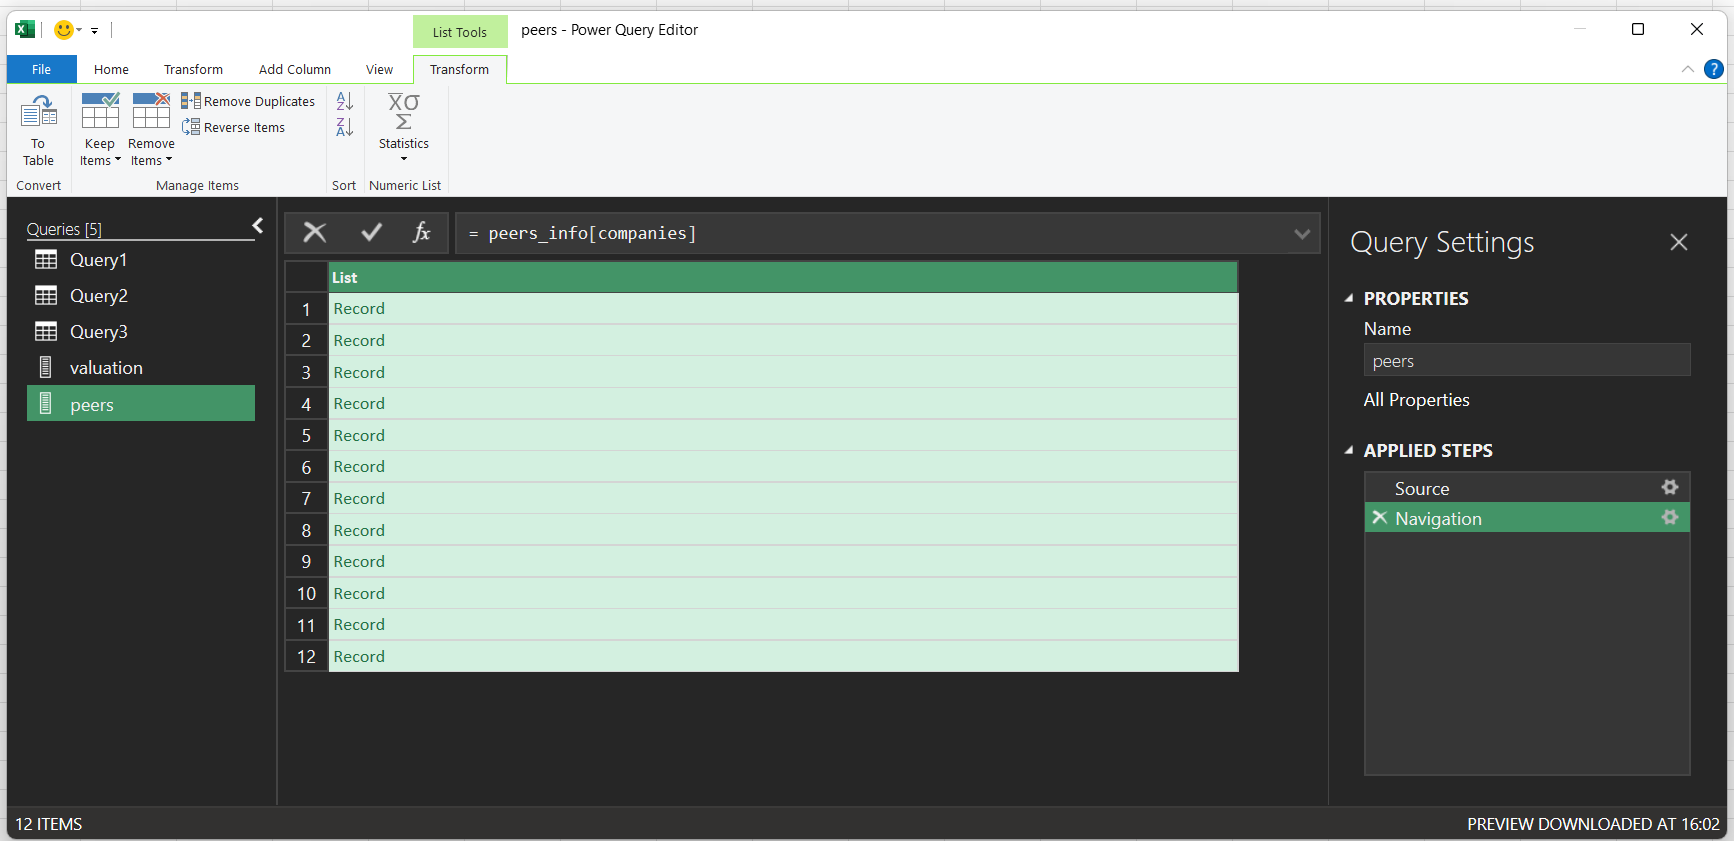 List Tools
peers - Power Query Editor
File
Home
Transform
Add Column
View
Transform
?
To
Table
Keep
Items
Remove
Items
Remove Duplicates
Reverse Items
A
Z
Z
A
X̅σ
Σ
Statistics
Convert
Manage Items
Sort
Numeric List
Queries [5]
Query1
Query2
Query3
valuation
peers
fx
= peers_info[companies]
List
1 Record
2 Record
3 Record
4 Record
5 Record
6 Record
7 Record
8 Record
9 Record
10 Record
11 Record
12 Record
Query Settings
PROPERTIES
Name
peers
All Properties
APPLIED STEPS
Source
Navigation
12 ITEMS
PREVIEW DOWNLOADED AT 16:02